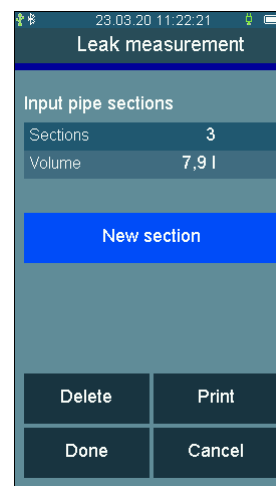 23.03.20 11:22:21
Leak measurement
Input pipe sections
Sections 3
Volume 7,9 l
New section
Delete Print
Done Cancel